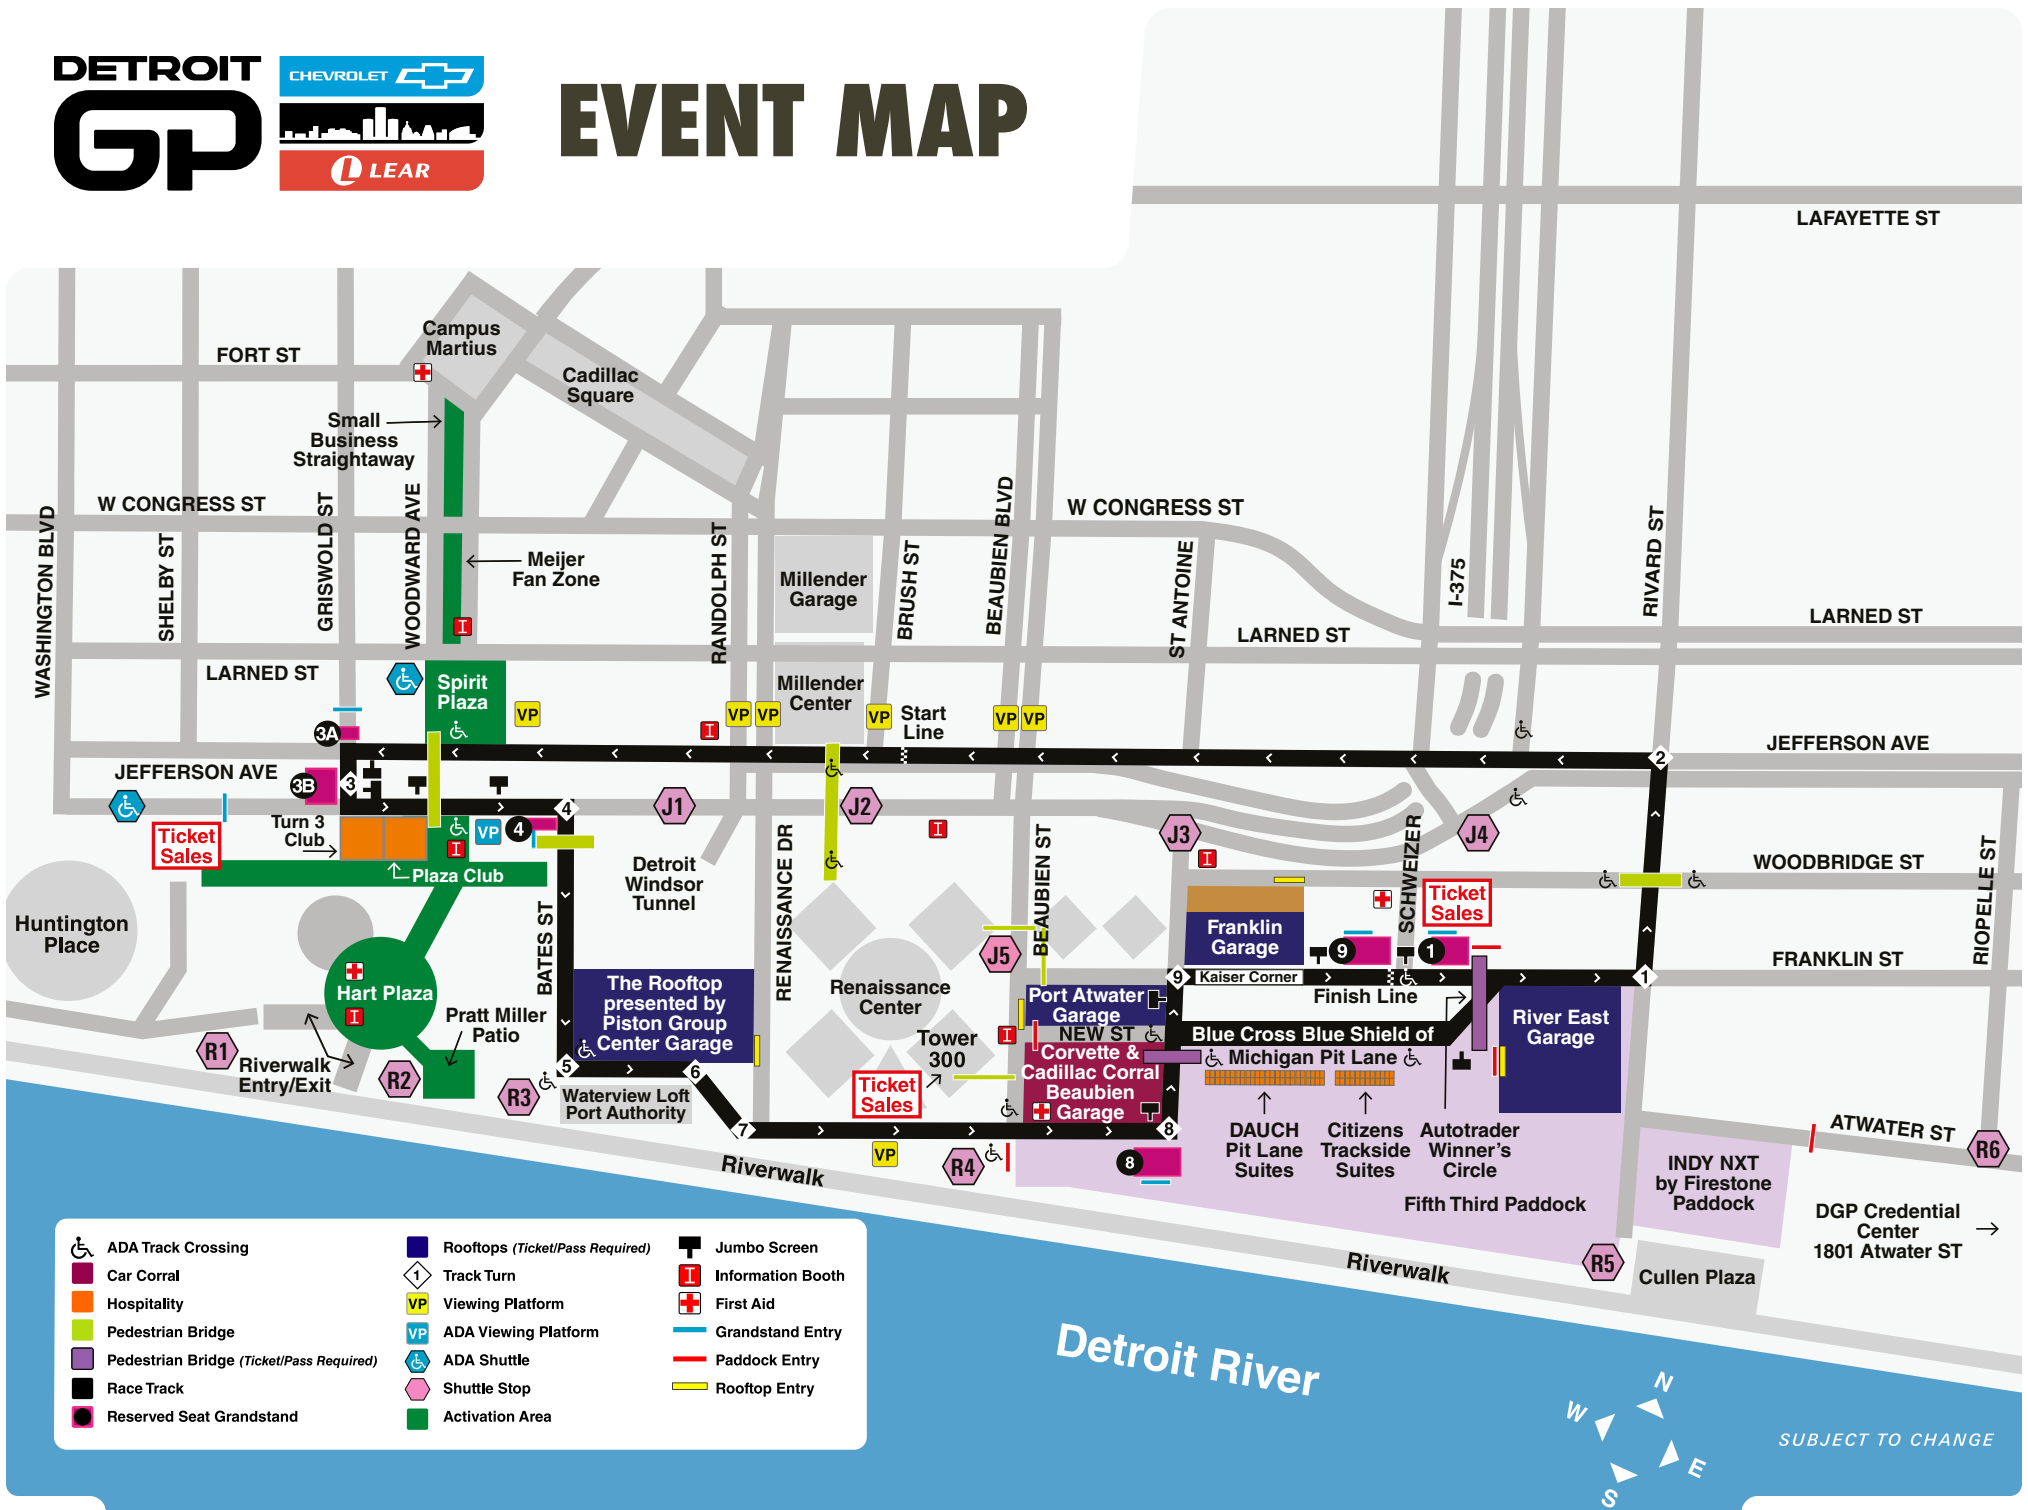 DETROIT
GP
CHEVROLET
LEAR
EVENT MAP
LAFAYETTE ST
Campus
Martius
FORT ST
Cadillac
Square
Small
Business
Straightaway
W CONGRESS ST
W CONGRESS ST
WASHINGTON BLVD
SHELBY ST
GRISWOLD ST
WOODWARD AVE
RANDOLPH ST
BRUSH ST
BEAUBIEN BLVD
ST ANTOINE
I-375
RIVARD ST
Meijer
Fan Zone
Millender
Garage
I
LARNED ST
LARNED ST
LARNED ST
Spirit
Plaza
Millender
Center
VP
VP
VP
VP
VP
VP
Start
Line
I
3A
JEFFERSON AVE
JEFFERSON AVE
2
3B
3
4
J1
J2
J3
J4
Turn 3
Club
Ticket
Sales
VP
4
I
I
I
Plaza Club
Detroit
Windsor
Tunnel
RENAISSANCE DR
BEAUBIEN ST
SCHWEIZER
WOODBRIDGE ST
RIOPELLE ST
Ticket
Sales
Huntington
Place
BATES ST
Franklin
Garage
9
1
J5
FRANKLIN ST
Hart Plaza
I
The Rooftop
presented by
Piston Group
Center Garage
Renaissance
Center
9
Kaiser Corner
1
Finish Line
Port Atwater
Garage
NEW ST
I
Blue Cross Blue Shield of
Michigan Pit Lane
River East
Garage
Pratt Miller
Patio
R1
Riverwalk
Entry/Exit
R2
R3
5
6
Tower
300
Corvette &
Cadillac Corral
Beaubien
Garage
Waterview Loft
Port Authority
Ticket
Sales
7
8
DAUCH
Pit Lane
Suites
Citizens
Trackside
Suites
Autotrader
Winner's
Circle
ATWATER ST
R6
VP
R4
8
Riverwalk
INDY NXT
by Firestone
Paddock
Fifth Third Paddock
DGP Credential
Center
1801 Atwater ST
R5
Cullen Plaza
Riverwalk
Detroit River
ADA Track Crossing
Car Corral
Hospitality
Pedestrian Bridge
Pedestrian Bridge (Ticket/Pass Required)
Race Track
Reserved Seat Grandstand
Rooftops (Ticket/Pass Required)
1 Track Turn
VP Viewing Platform
VP ADA Viewing Platform
ADA Shuttle
Shuttle Stop
Activation Area
Jumbo Screen
I Information Booth
First Aid
Grandstand Entry
Paddock Entry
Rooftop Entry
N
W
E
S
SUBJECT TO CHANGE